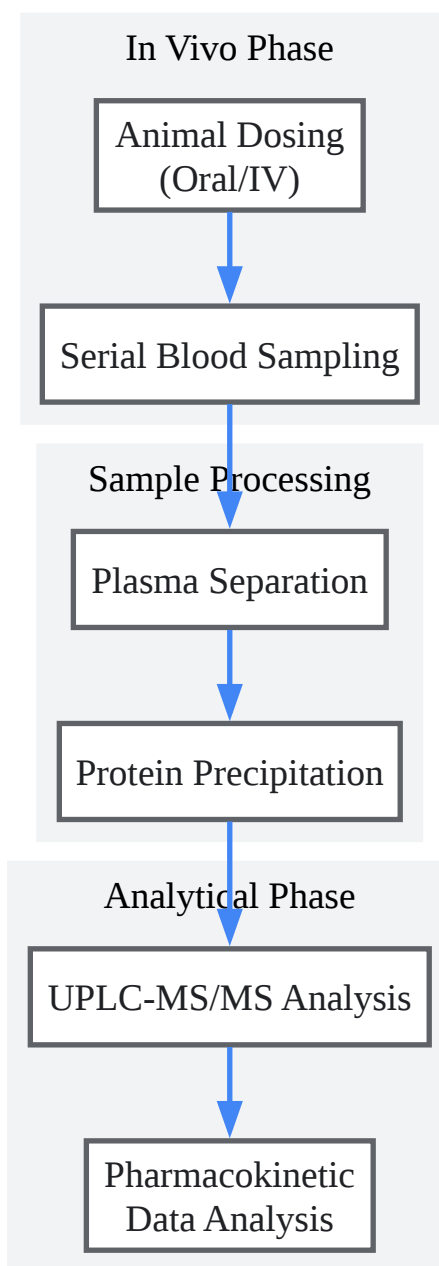 In Vivo Phase
Animal Dosing
(Oral/IV)
Serial Blood Sampling
Sample Processing
Plasma Separation
Protein Precipitation
Analytical Phase
UPLC-MS/MS Analysis
Pharmacokinetic
Data Analysis